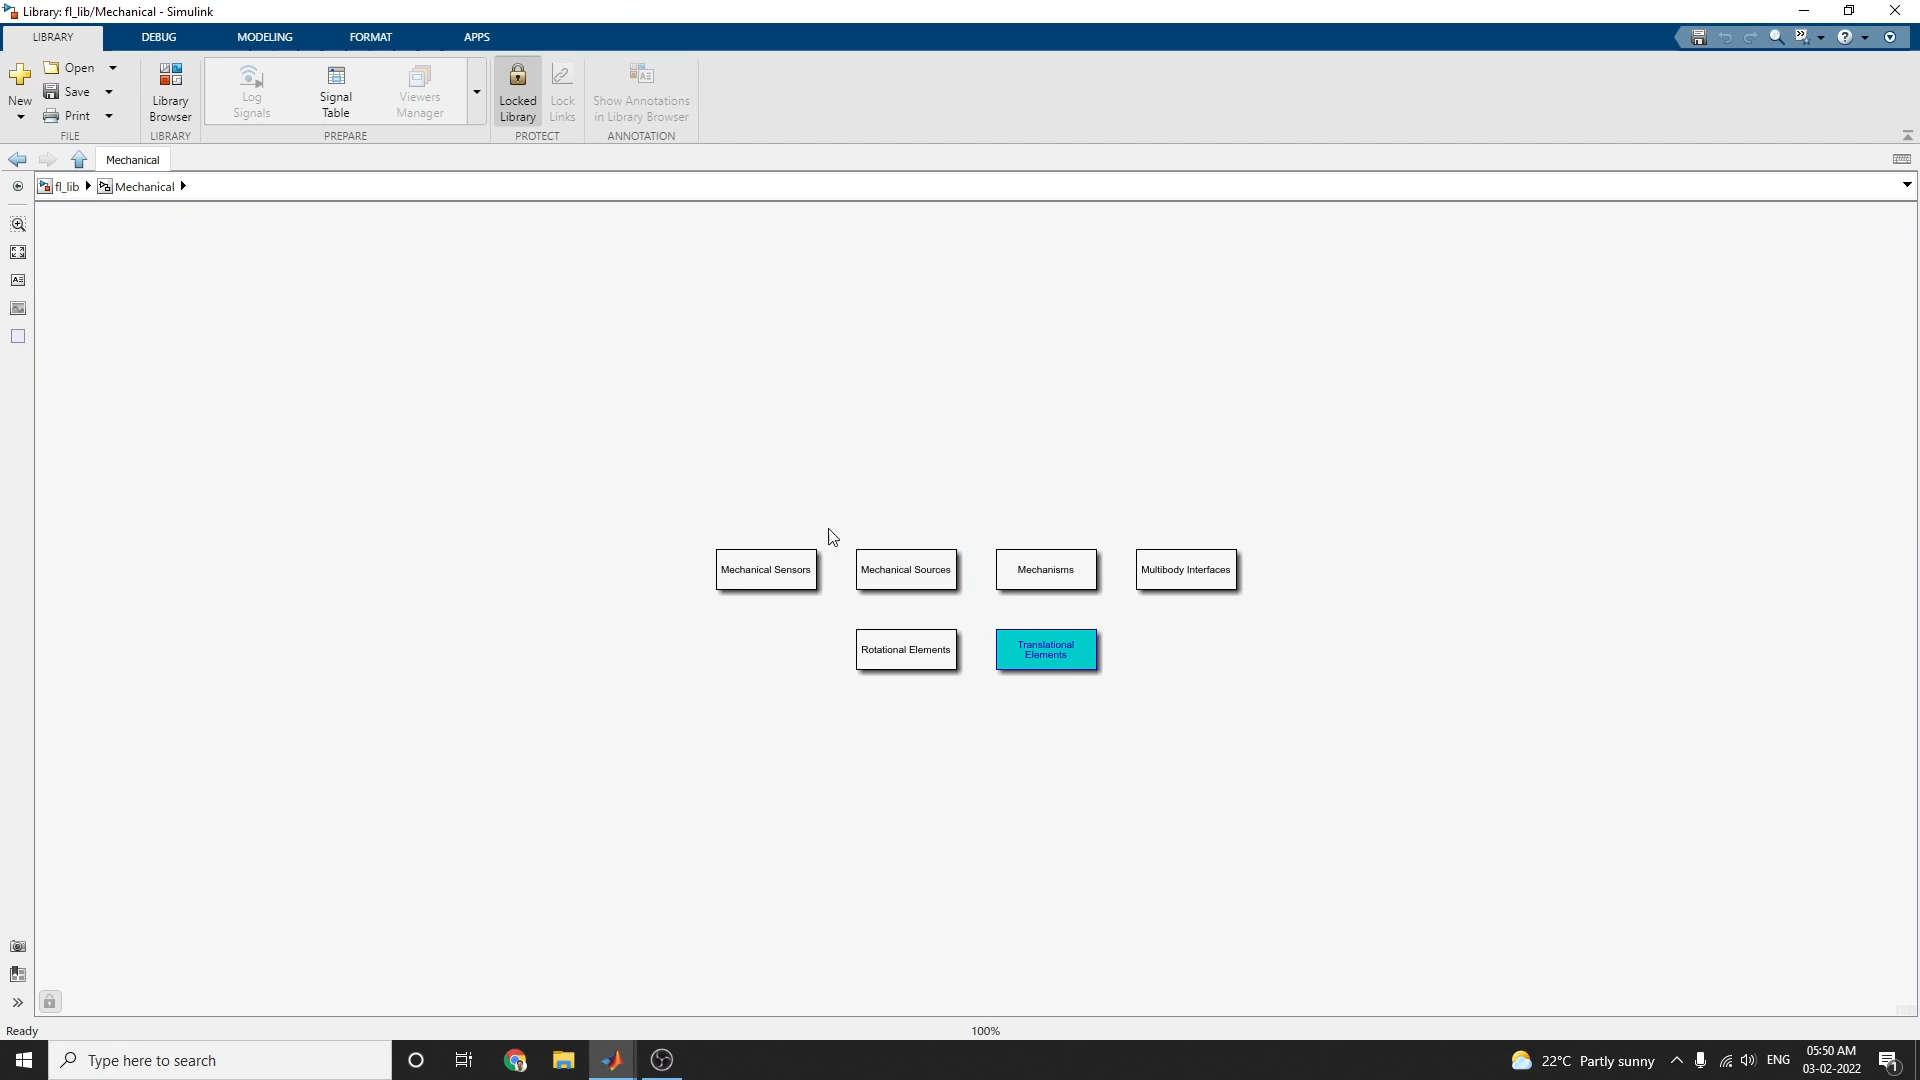 Library: fl_lib/Mechanical - Simulink
LIBRARY
DEBUG
MODELING
FORMAT
APPS
New
Open
Save
Print
FILE
Library
Browser
LIBRARY
Log
Signals
Signal
Table
Viewers
Manager
PREPARE
Locked
Library
Lock
Links
PROTECT
Show Annotations
in Library Browser
ANNOTATION
Mechanical
fl_lib
Mechanical
Mechanical Sensors
Mechanical Sources
Mechanisms
Multibody Interfaces
Rotational Elements
Translational
Elements
Ready
100%
Type here to search
22°C Partly sunny
ENG
05:50 AM
03-02-2022
1